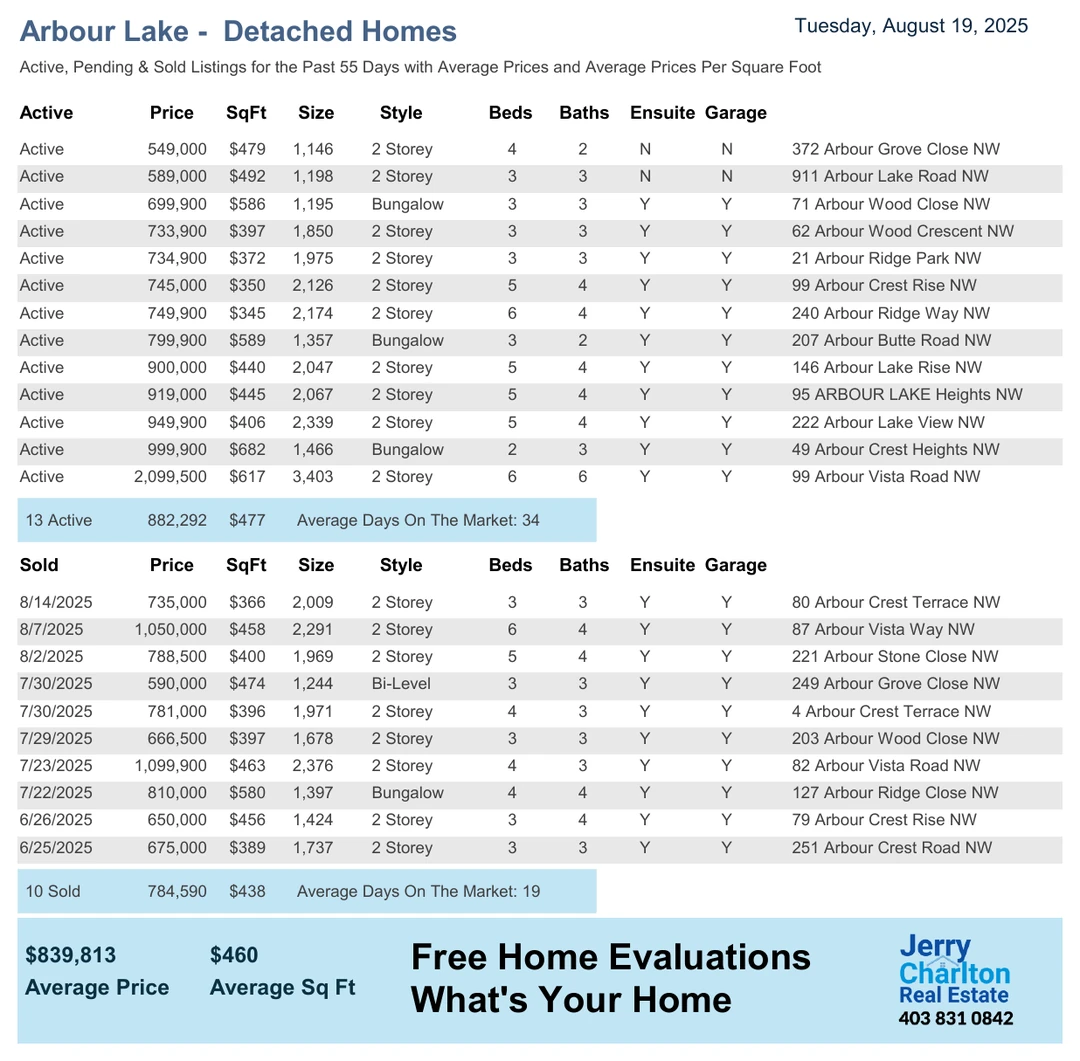 Arbour Lake - Detached Homes Tuesday, August 19, 2025
Active, Pending & Sold Listings for the Past 55 Days with Average Prices and Average Prices Per Square Foot
Active Price SqFt Size Style Beds Baths Ensuite Garage
Active 549,000 $479 1,146 2 Storey 4 2 N N 372 Arbour Grove Close NW
Active 589,000 $492 1,198 2 Storey 3 3 N N 911 Arbour Lake Road NW
Active 699,900 $586 1,195 Bungalow 3 3 Y Y 71 Arbour Wood Close NW
Active 733,900 $397 1,850 2 Storey 3 3 Y Y 62 Arbour Wood Crescent NW
Active 734,900 $372 1,975 2 Storey 3 3 Y Y 21 Arbour Ridge Park NW
Active 745,000 $350 2,126 2 Storey 5 4 Y Y 99 Arbour Crest Rise NW
Active 749,900 $345 2,174 2 Storey 6 4 Y Y 240 Arbour Ridge Way NW
Active 799,900 $589 1,357 Bungalow 3 2 Y Y 207 Arbour Butte Road NW
Active 900,000 $440 2,047 2 Storey 5 4 Y Y 146 Arbour Lake Rise NW
Active 919,000 $445 2,067 2 Storey 5 4 Y Y 95 ARBOUR LAKE Heights NW
Active 949,900 $406 2,339 2 Storey 5 4 Y Y 222 Arbour Lake View NW
Active 999,900 $682 1,466 Bungalow 2 3 Y Y 49 Arbour Crest Heights NW
Active 2,099,500 $617 3,403 2 Storey 6 6 Y Y 99 Arbour Vista Road NW
13 Active 882,292 $477 Average Days On The Market: 34
Sold Price SqFt Size Style Beds Baths Ensuite Garage
8/14/2025 735,000 $366 2,009 2 Storey 3 3 Y Y 80 Arbour Crest Terrace NW
8/7/2025 1,050,000 $458 2,291 2 Storey 6 4 Y Y 87 Arbour Vista Way NW
8/2/2025 788,500 $400 1,969 2 Storey 5 4 Y Y 221 Arbour Stone Close NW
7/30/2025 590,000 $474 1,244 Bi-Level 3 3 Y Y 249 Arbour Grove Close NW
7/30/2025 781,000 $396 1,971 2 Storey 4 3 Y Y 4 Arbour Crest Terrace NW
7/29/2025 666,500 $397 1,678 2 Storey 3 3 Y Y 203 Arbour Wood Close NW
7/23/2025 1,099,900 $463 2,376 2 Storey 4 3 Y Y 82 Arbour Vista Road NW
7/22/2025 810,000 $580 1,397 Bungalow 4 4 Y Y 127 Arbour Ridge Close NW
6/26/2025 650,000 $456 1,424 2 Storey 3 4 Y Y 79 Arbour Crest Rise NW
6/25/2025 675,000 $389 1,737 2 Storey 3 3 Y Y 251 Arbour Crest Road NW
10 Sold 784,590 $438 Average Days On The Market: 19
$839,813 $460
Average Price Average Sq Ft
Free Home Evaluations
What's Your Home
Jerry
Charlton
Real Estate
403 831 0842